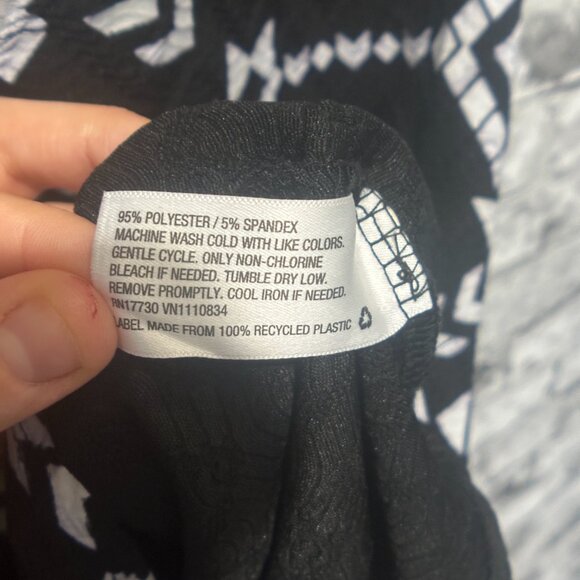 95% POLYESTER / 5% SPANDEX
MACHINE WASH COLD WITH LIKE COLORS.
GENTLE CYCLE. ONLY NON-CHLORINE
BLEACH IF NEEDED. TUMBLE DRY LOW.
REMOVE PROMPTLY. COOL IRON IF NEEDED.
RN17730 VN1110834
LABEL MADE FROM 100% RECYCLED PLASTIC